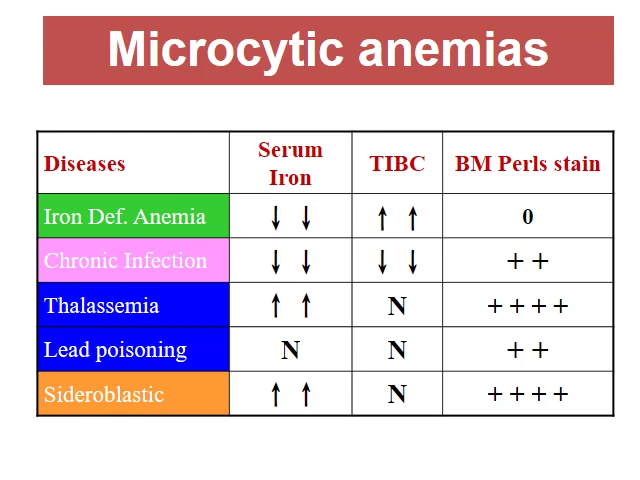 Microcytic anemias
Diseases Serum Iron TIBC BM Perls stain
Iron Def. Anemia ↓ ↓ ↑ ↑ 0
Chronic Infection ↓ ↓ ↓ ↓ + +
Thalassemia ↑ ↑ N + + + +
Lead poisoning N N + +
Sideroblastic ↑ ↑ N + + + +